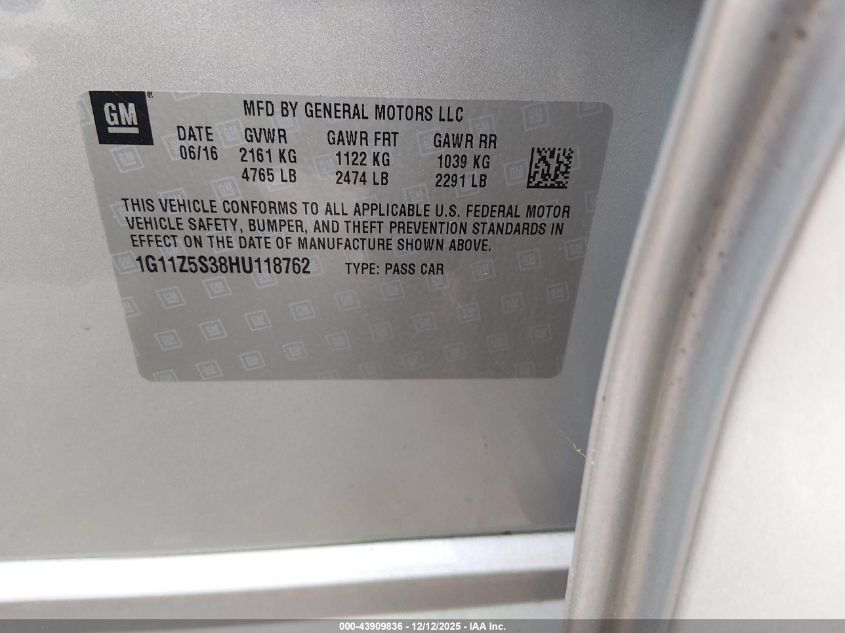 GM
MFD BY GENERAL MOTORS LLC
DATE GVWR GAWR FRT GAWR RR
06/16 2161 KG 1122 KG 1039 KG
4765 LB 2474 LB 2291 LB
THIS VEHICLE CONFORMS TO ALL APPLICABLE U.S. FEDERAL MOTOR
VEHICLE SAFETY, BUMPER, AND THEFT PREVENTION STANDARDS IN
EFFECT ON THE DATE OF MANUFACTURE SHOWN ABOVE.
1G11Z5S38HU118762 TYPE: PASS CAR
000-43909836 - 12/12/2025 - IAA Inc.